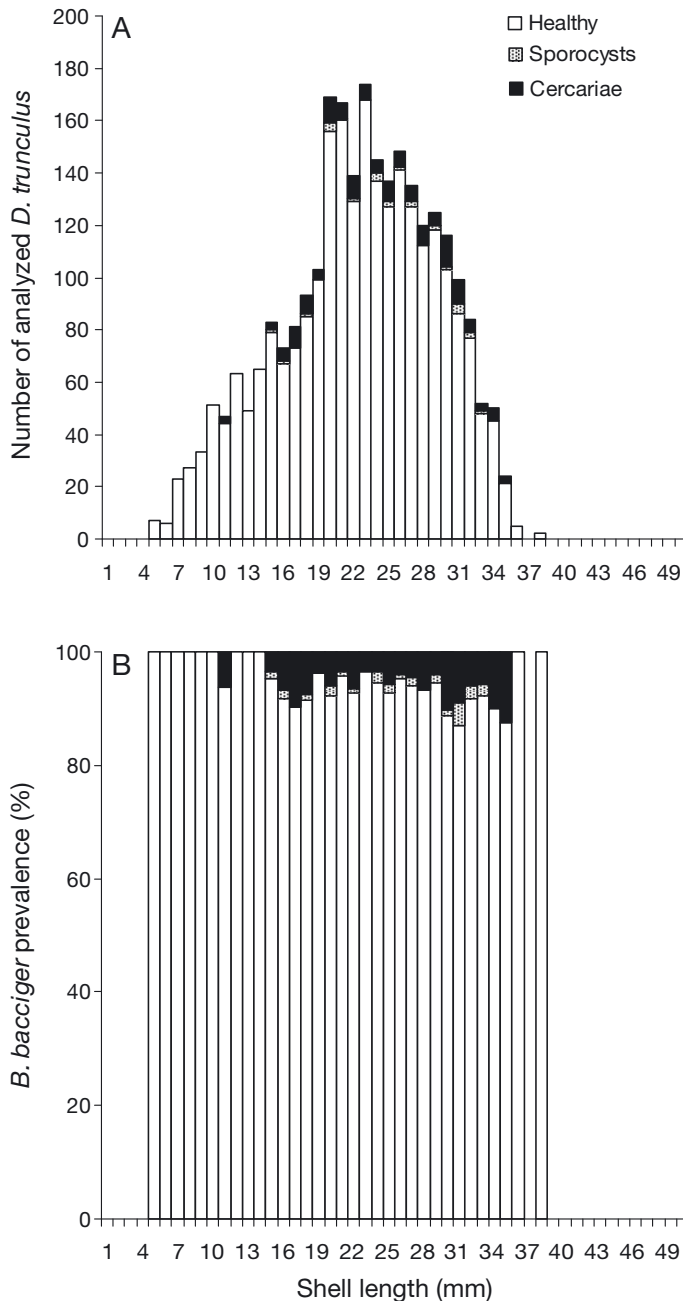 A
Healthy
Sporocysts
Cercariae
Number of analyzed D. trunculus
200
180
160
140
120
100
80
60
40
20
0
1 4 7 10 13 16 19 22 25 28 31 34 37 40 43 46 49
B
B. bacciger prevalence (%)
100
80
60
40
20
0
1 4 7 10 13 16 19 22 25 28 31 34 37 40 43 46 49
Shell length (mm)